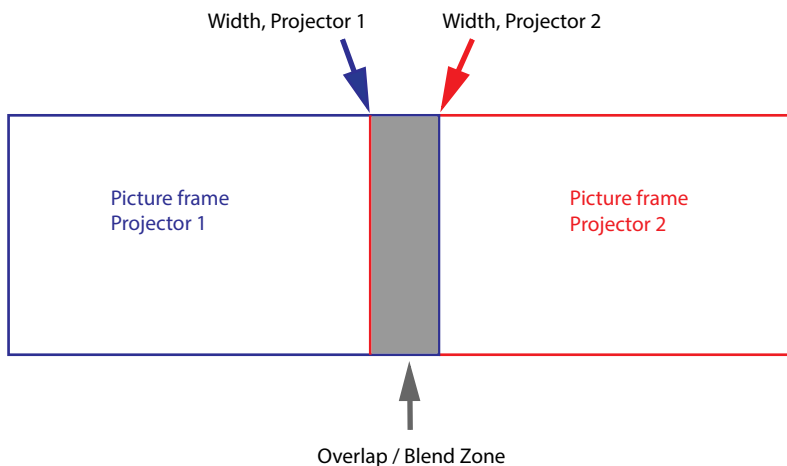 Width, Projector 1
Width, Projector 2
Picture frame
Projector 1
Picture frame
Projector 2
Overlap / Blend Zone